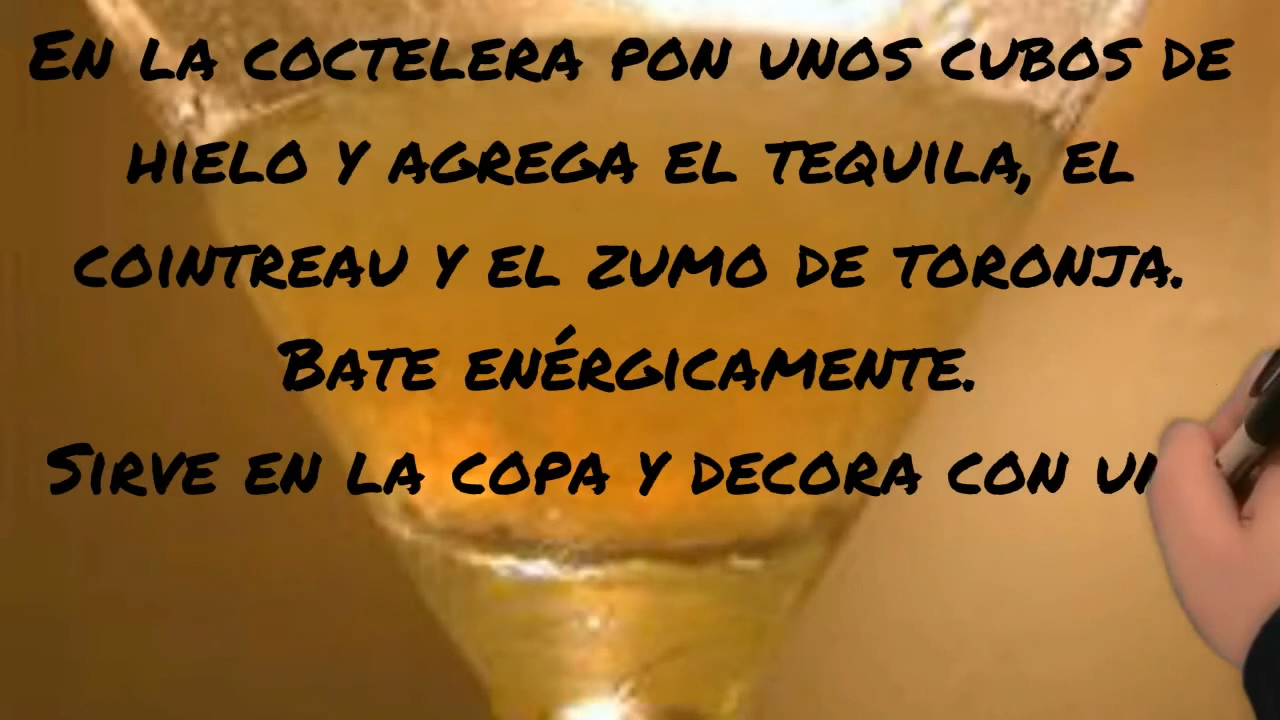 En la coctelera pon unos cubos de
hielo y agrega el tequila, el
cointreau y el zumo de toronja.
Bate enérgicamente.
Sirve en la copa y decora con